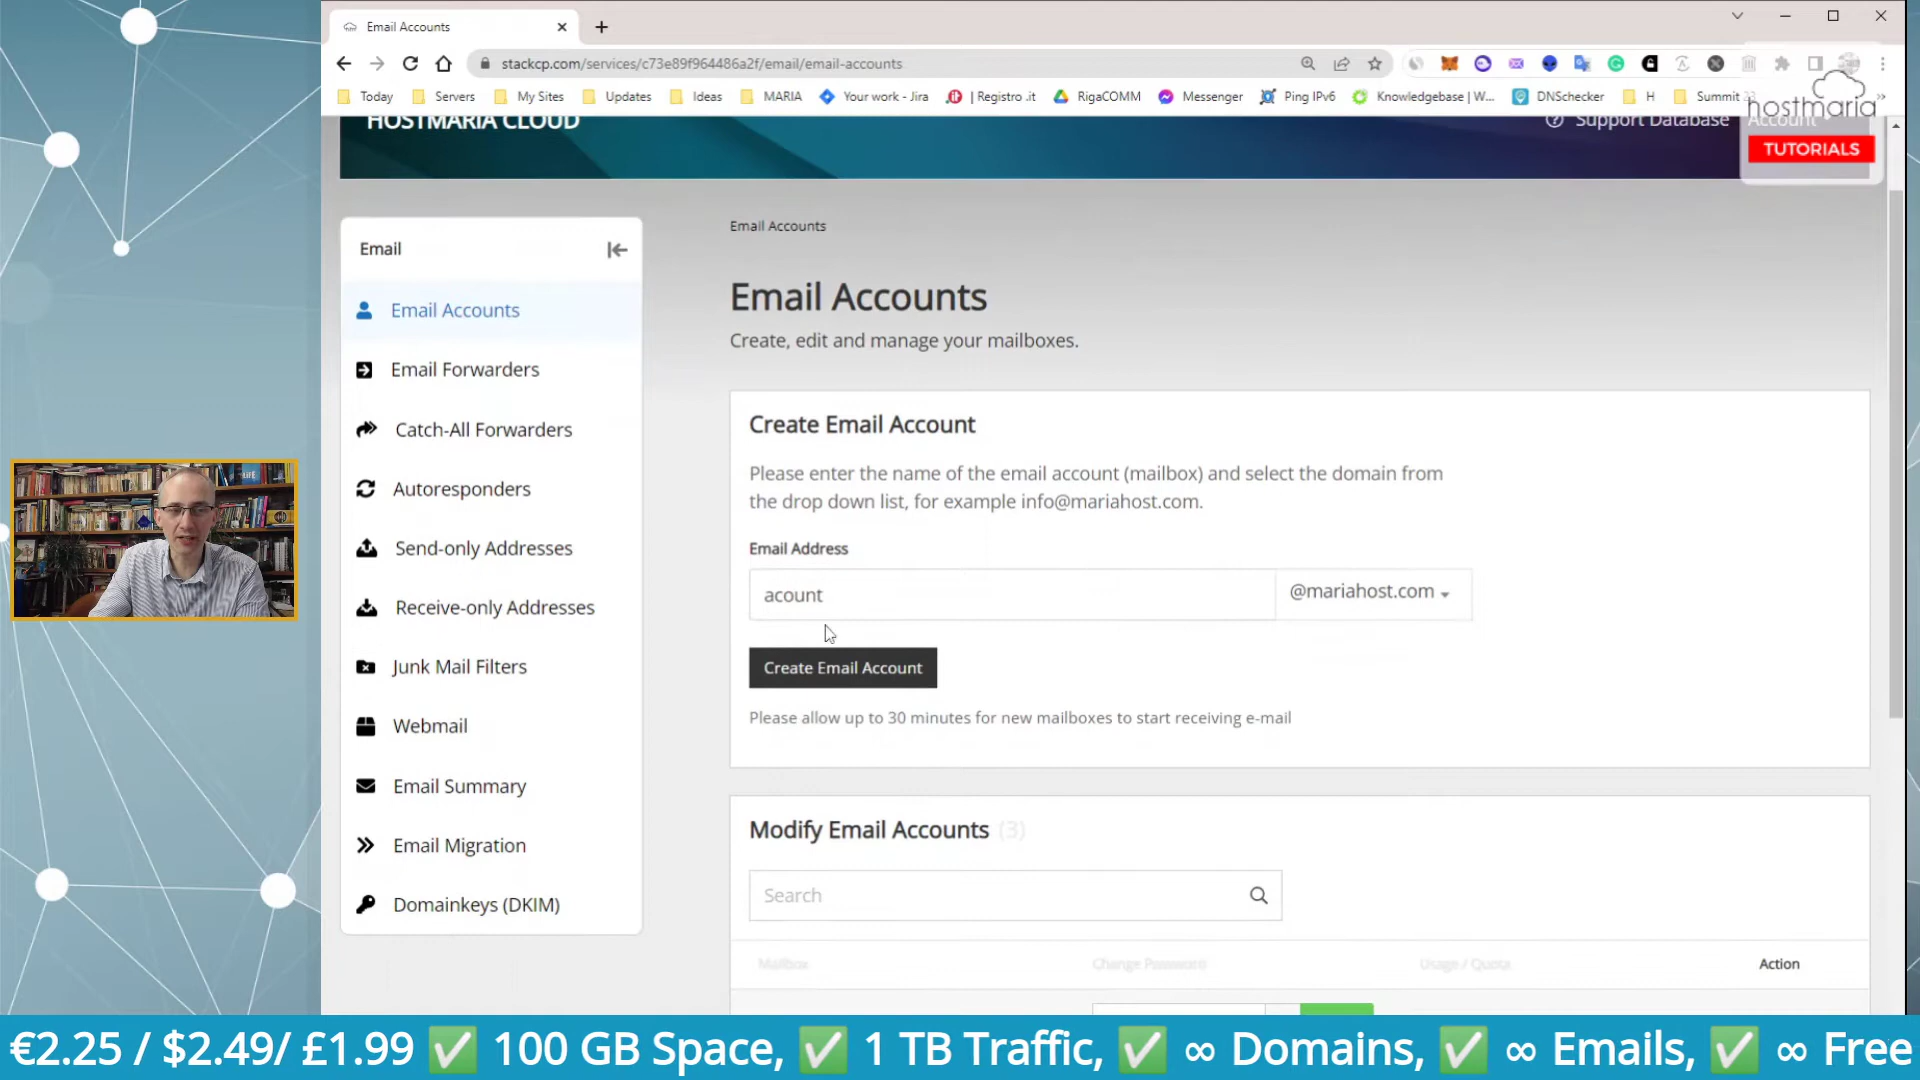 Email Accounts
stackcp.com/services/c73e89f964486a2f/email/email-accounts
Today Servers My Sites Updates Ideas MARIA Your work - Jira | Registro .it RigaCOMM Messenger Ping IPv6 Knowledgebase | W... DNSchecker H Summit
hostmaria
TUTORIALS
HOSTMARIA CLOUD
Support Database
Account
Email
Email Accounts
Email Forwarders
Catch-All Forwarders
Autoresponders
Send-only Addresses
Receive-only Addresses
Junk Mail Filters
Webmail
Email Summary
Email Migration
Domainkeys (DKIM)
Email Accounts
Email Accounts
Create, edit and manage your mailboxes.
Create Email Account
Please enter the name of the email account (mailbox) and select the domain from
the drop down list, for example info@mariahost.com.
Email Address
acount
@mariahost.com
Create Email Account
Please allow up to 30 minutes for new mailboxes to start receiving e-mail
Modify Email Accounts (3)
Search
Mailbox Change Password Usage / Quota Action
€2.25 / $2.49/ £1.99 ✅ 100 GB Space, ✅ 1 TB Traffic, ✅ ∞ Domains, ✅ ∞ Emails, ✅ ∞ Free